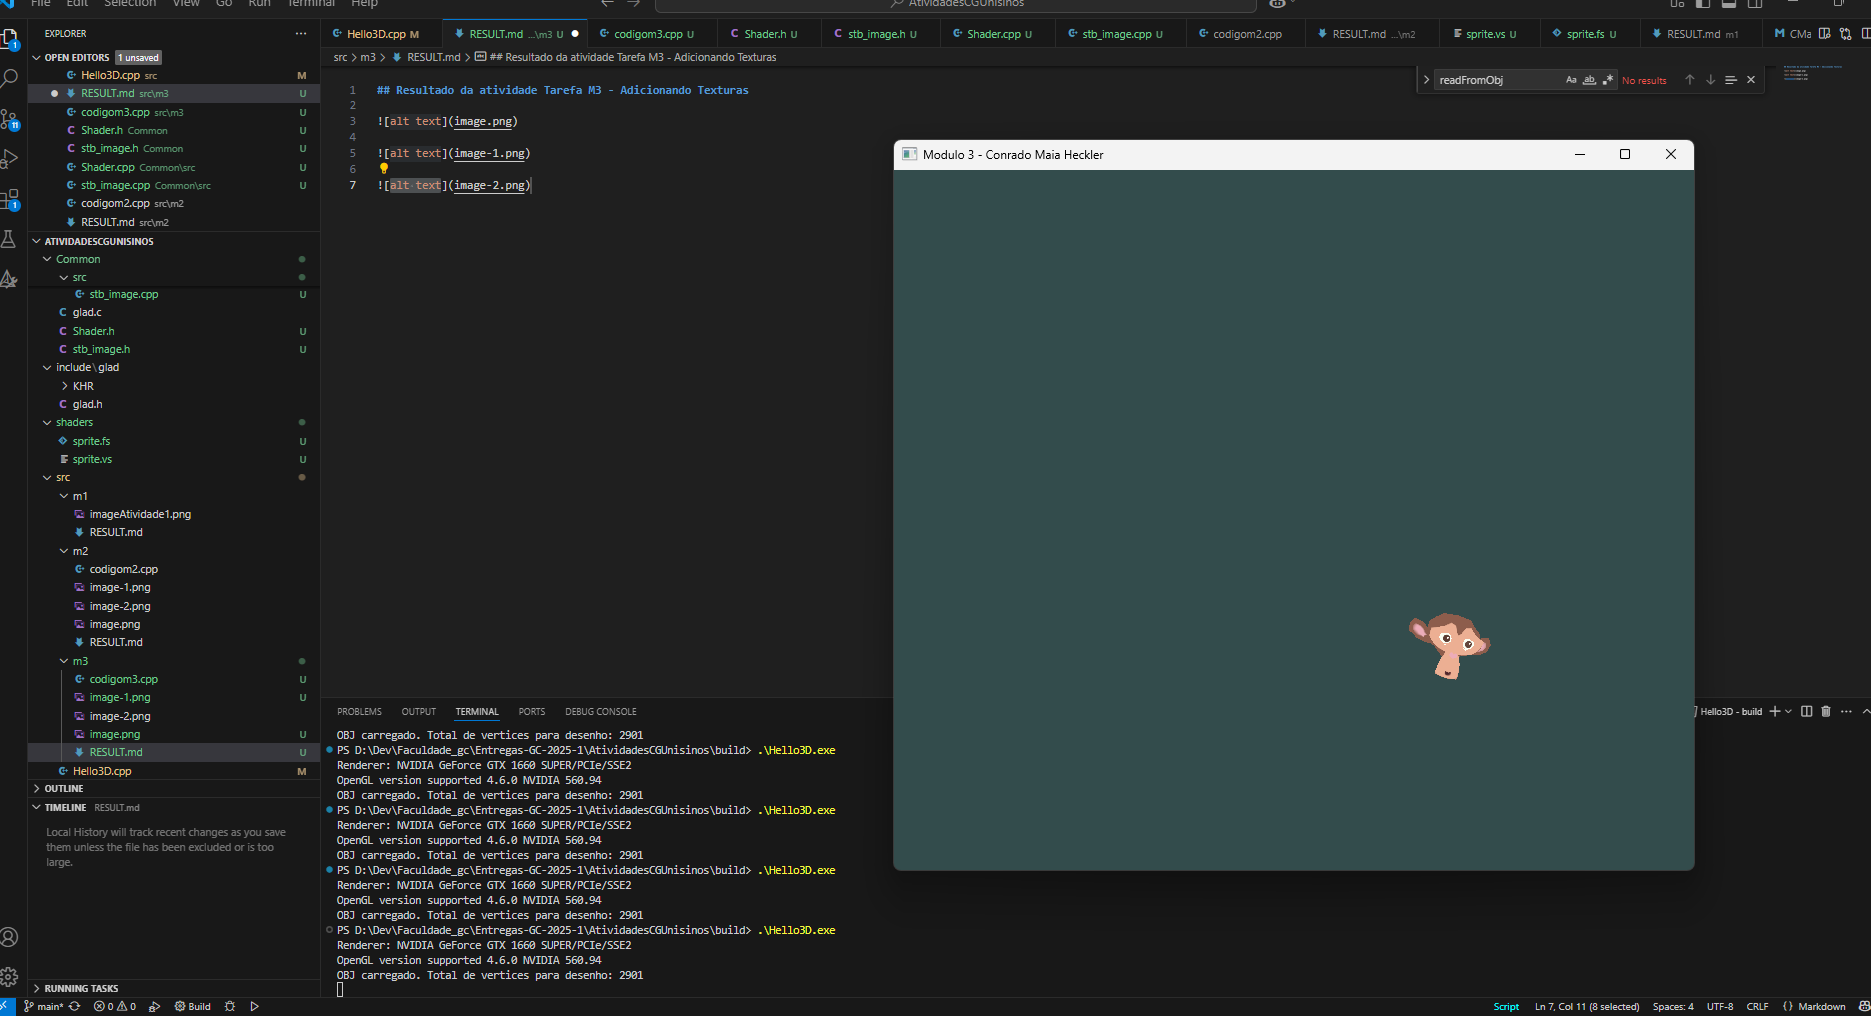 File Edit Selection View Go Run Terminal Help
AtividadesCGUnisinos
EXPLORER
OPEN EDITORS 1 unsaved
Hello3D.cpp src M
RESULT.md src\m3 U
codigom3.cpp src\m3 U
Shader.h Common U
stb_image.h Common U
Shader.cpp Common\src U
stb_image.cpp Common\src U
codigom2.cpp src\m2
RESULT.md src\m2
ATIVIDADESCGUNISINOS
Common
src
stb_image.cpp U
glad.c
Shader.h U
stb_image.h U
include\glad
KHR
glad.h
shaders
sprite.fs U
sprite.vs U
src
m1
imageAtividade1.png
RESULT.md
m2
codigom2.cpp
image-1.png
image-2.png
image.png
RESULT.md
m3
codigom3.cpp U
image-1.png U
image-2.png
image.png U
RESULT.md U
Hello3D.cpp M
OUTLINE
TIMELINE RESULT.md
Local History will track recent changes as you save
them unless the file has been excluded or is too
large.
RUNNING TASKS
Hello3D.cpp M RESULT.md ...\m3 U codigom3.cpp U Shader.h U stb_image.h U Shader.cpp U stb_image.cpp U codigom2.cpp RESULT.md ...\m2 sprite.vs U sprite.fs U RESULT.md m1 CMa
src > m3 > RESULT.md > ## Resultado da atividade Tarefa M3 - Adicionando Texturas
readFromObj Aa ab No results
1 ## Resultado da atividade Tarefa M3 - Adicionando Texturas
2
3 ![alt text](image.png)
4
5 ![alt text](image-1.png)
6
7 ![alt text](image-2.png)
Modulo 3 - Conrado Maia Heckler
PROBLEMS OUTPUT TERMINAL PORTS DEBUG CONSOLE
Hello3D - build
OBJ carregado. Total de vertices para desenho: 2901
PS D:\Dev\Faculdade_gc\Entregas-GC-2025-1\AtividadesCGUnisinos\build> .\Hello3D.exe
Renderer: NVIDIA GeForce GTX 1660 SUPER/PCIe/SSE2
OpenGL version supported 4.6.0 NVIDIA 560.94
OBJ carregado. Total de vertices para desenho: 2901
PS D:\Dev\Faculdade_gc\Entregas-GC-2025-1\AtividadesCGUnisinos\build> .\Hello3D.exe
Renderer: NVIDIA GeForce GTX 1660 SUPER/PCIe/SSE2
OpenGL version supported 4.6.0 NVIDIA 560.94
OBJ carregado. Total de vertices para desenho: 2901
PS D:\Dev\Faculdade_gc\Entregas-GC-2025-1\AtividadesCGUnisinos\build> .\Hello3D.exe
Renderer: NVIDIA GeForce GTX 1660 SUPER/PCIe/SSE2
OpenGL version supported 4.6.0 NVIDIA 560.94
OBJ carregado. Total de vertices para desenho: 2901
PS D:\Dev\Faculdade_gc\Entregas-GC-2025-1\AtividadesCGUnisinos\build> .\Hello3D.exe
Renderer: NVIDIA GeForce GTX 1660 SUPER/PCIe/SSE2
OpenGL version supported 4.6.0 NVIDIA 560.94
OBJ carregado. Total de vertices para desenho: 2901
main* 0 0 Build Script Ln 7, Col 11 (8 selected) Spaces: 4 UTF-8 CRLF {} Markdown